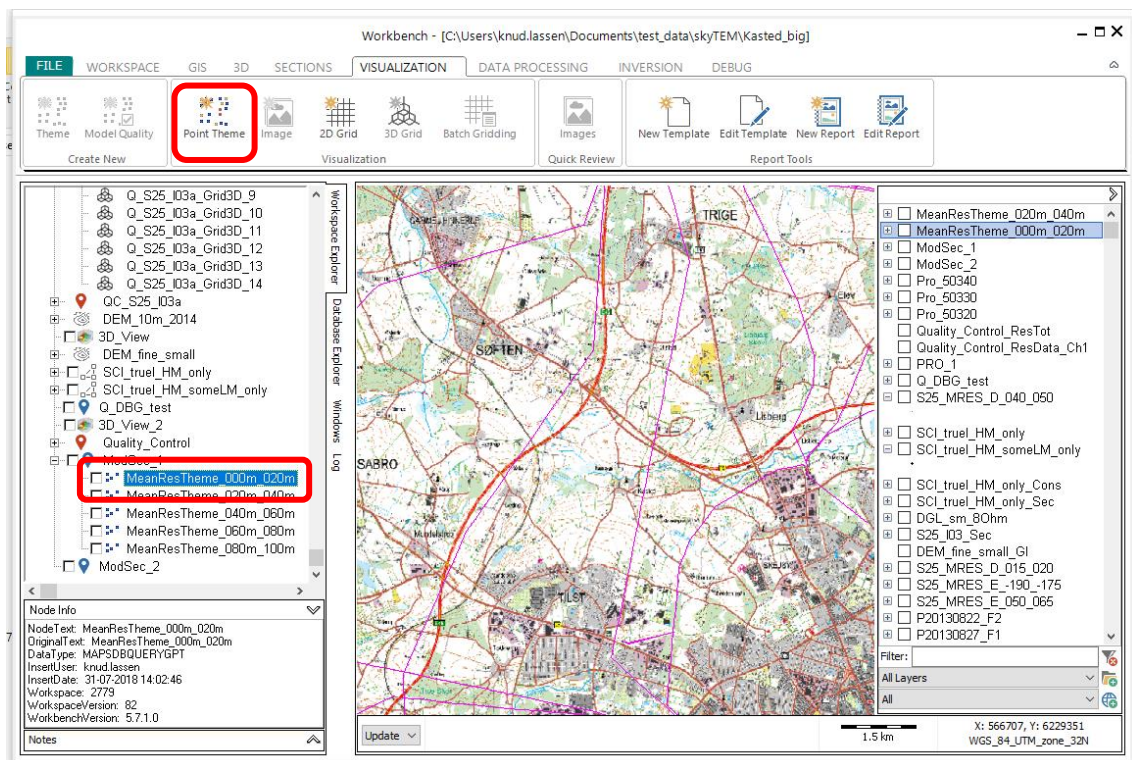 Workbench - [C:\Users\knud.lassen\Documents\test_data\skyTEM\Kasted_big]
FILE WORKSPACE GIS 3D SECTIONS VISUALIZATION DATA PROCESSING INVERSION DEBUG
Theme Model Quality Point Theme Image 2D Grid 3D Grid Batch Gridding Images New Template Edit Template New Report Edit Report
Create New Visualization Quick Review Report Tools
Q_S25_I03a_Grid3D_9
Q_S25_I03a_Grid3D_10
Q_S25_I03a_Grid3D_11
Q_S25_I03a_Grid3D_12
Q_S25_I03a_Grid3D_13
Q_S25_I03a_Grid3D_14
QC_S25_I03a
DEM_10m_2014
3D_View
DEM_fine_small
SCI_truel_HM_only
SCI_truel_HM_someLM_only
Q_DBG_test
3D_View_2
Quality_Control
ModSec_1
MeanResTheme_000m_020m
MeanResTheme_020m_040m
MeanResTheme_040m_060m
MeanResTheme_060m_080m
MeanResTheme_080m_100m
ModSec_2
Node Info
NodeText: MeanResTheme_000m_020m
OriginalText: MeanResTheme_000m_020m
DataType: MAPSDBQUERYGPT
InsertUser: knud.lassen
InsertDate: 31-07-2018 14:02:46
Workspace: 2779
WorkspaceVersion: 82
WorkbenchVersion: 5.7.1.0
Notes
Workspace Explorer
Database Explorer
Windows
Log
TRIGE
Elev
SØFTEN
Lisbjerg
SABRO
TILST
Update
1.5 km
X: 566707, Y: 6229351
WGS_84_UTM_zone_32N
MeanResTheme_020m_040m
MeanResTheme_000m_020m
ModSec_1
ModSec_2
Pro_50340
Pro_50330
Pro_50320
Quality_Control_ResTot
Quality_Control_ResData_Ch1
PRO_1
Q_DBG_test
S25_MRES_D_040_050
SCI_truel_HM_only
SCI_truel_HM_someLM_only
SCI_truel_HM_only_Cons
SCI_truel_HM_only_Sec
DGL_sm_8Ohm
S25_I03_Sec
DEM_fine_small_GI
S25_MRES_D_015_020
S25_MRES_E_-190_-175
S25_MRES_E_050_065
P20130822_F2
P20130827_F1
Filter:
All Layers
All